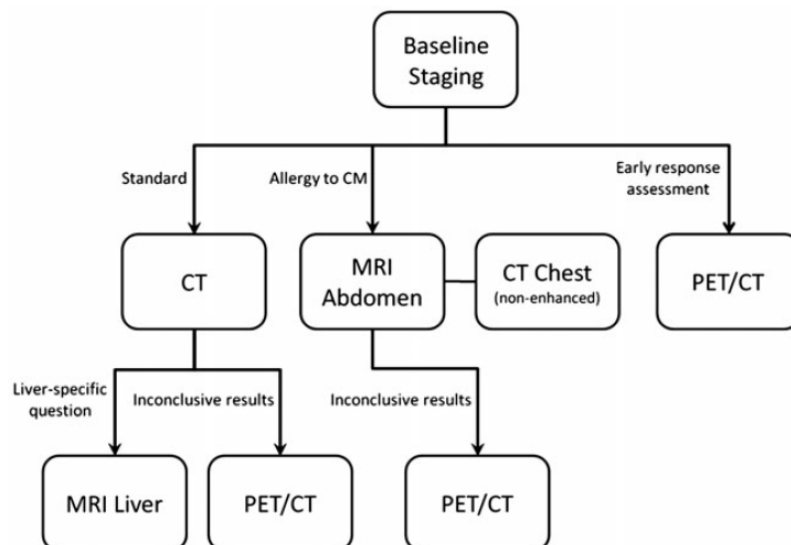 Baseline
Staging
Standard
Allergy to CM
Early response
assessment
CT
MRI
Abdomen
CT Chest
(non-enhanced)
PET/CT
Liver-specific
question
Inconclusive results
Inconclusive results
MRI Liver
PET/CT
PET/CT